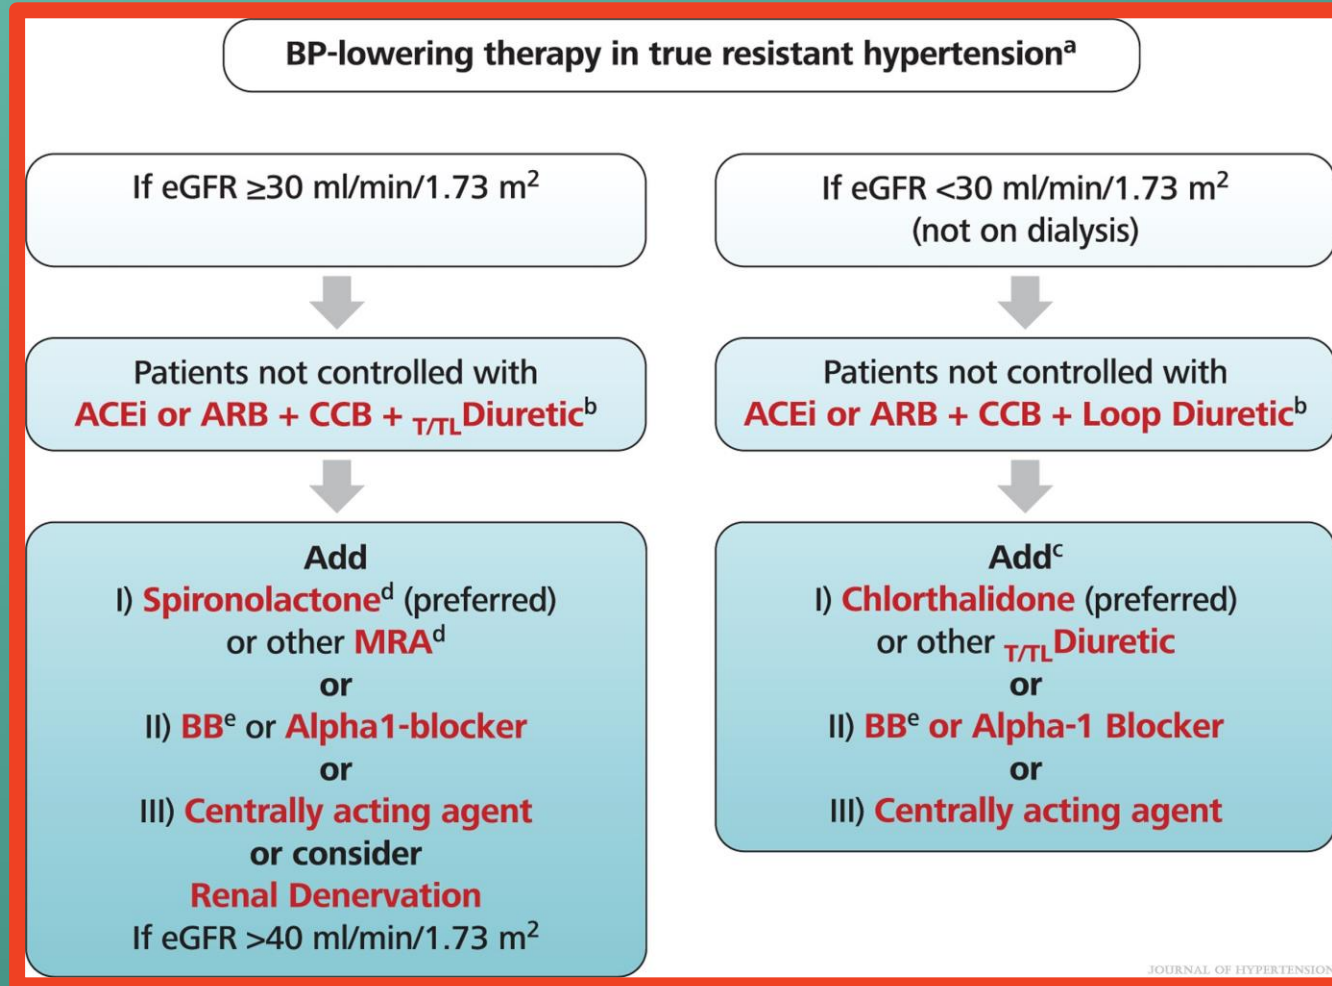 BP-lowering therapy in true resistant hypertensionᵃ
If eGFR ≥30 ml/min/1.73 m²
Patients not controlled with
ACEi or ARB + CCB + T/TLDiureticᵇ
Add
I) Spironolactoneᵈ (preferred)
or other MRAᵈ
or
II) BBᵉ or Alpha1-blocker
or
III) Centrally acting agent
or consider
Renal Denervation
If eGFR >40 ml/min/1.73 m²
If eGFR <30 ml/min/1.73 m²
(not on dialysis)
Patients not controlled with
ACEi or ARB + CCB + Loop Diureticᵇ
Addᶜ
I) Chlorthalidone (preferred)
or other T/TLDiuretic
or
II) BBᵉ or Alpha-1 Blocker
or
III) Centrally acting agent
JOURNAL OF HYPERTENSION